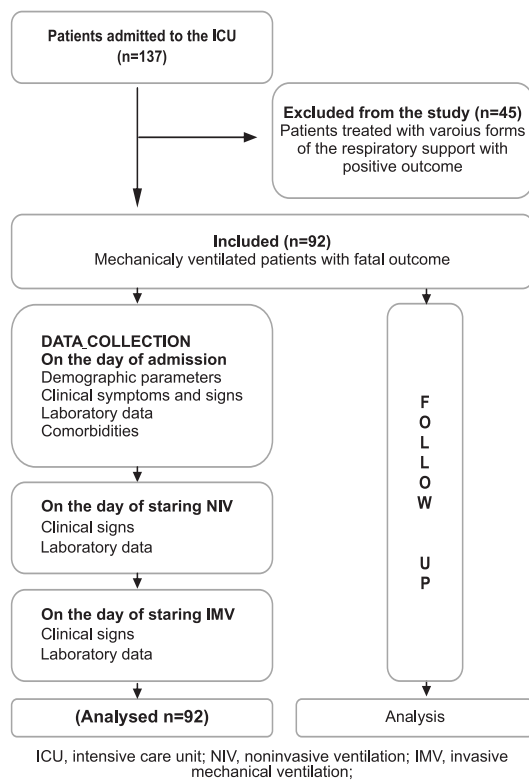 Patients admitted to the ICU
(n=137)
Excluded from the study (n=45)
Patients treated with varoius forms
of the respiratory support with
positive outcome
Included (n=92)
Mechanicaly ventilated patients with fatal outcome
DATA COLLECTION
On the day of admission
Demographic parameters
Clinical symptoms and signs
Laboratory data
Comorbidities
On the day of staring NIV
Clinical signs
Laboratory data
On the day of staring IMV
Clinical signs
Laboratory data
(Analysed n=92)
F
O
L
L
O
W
U
P
Analysis
ICU, intensive care unit; NIV, noninvasive ventilation; IMV, invasive
mechanical ventilation;